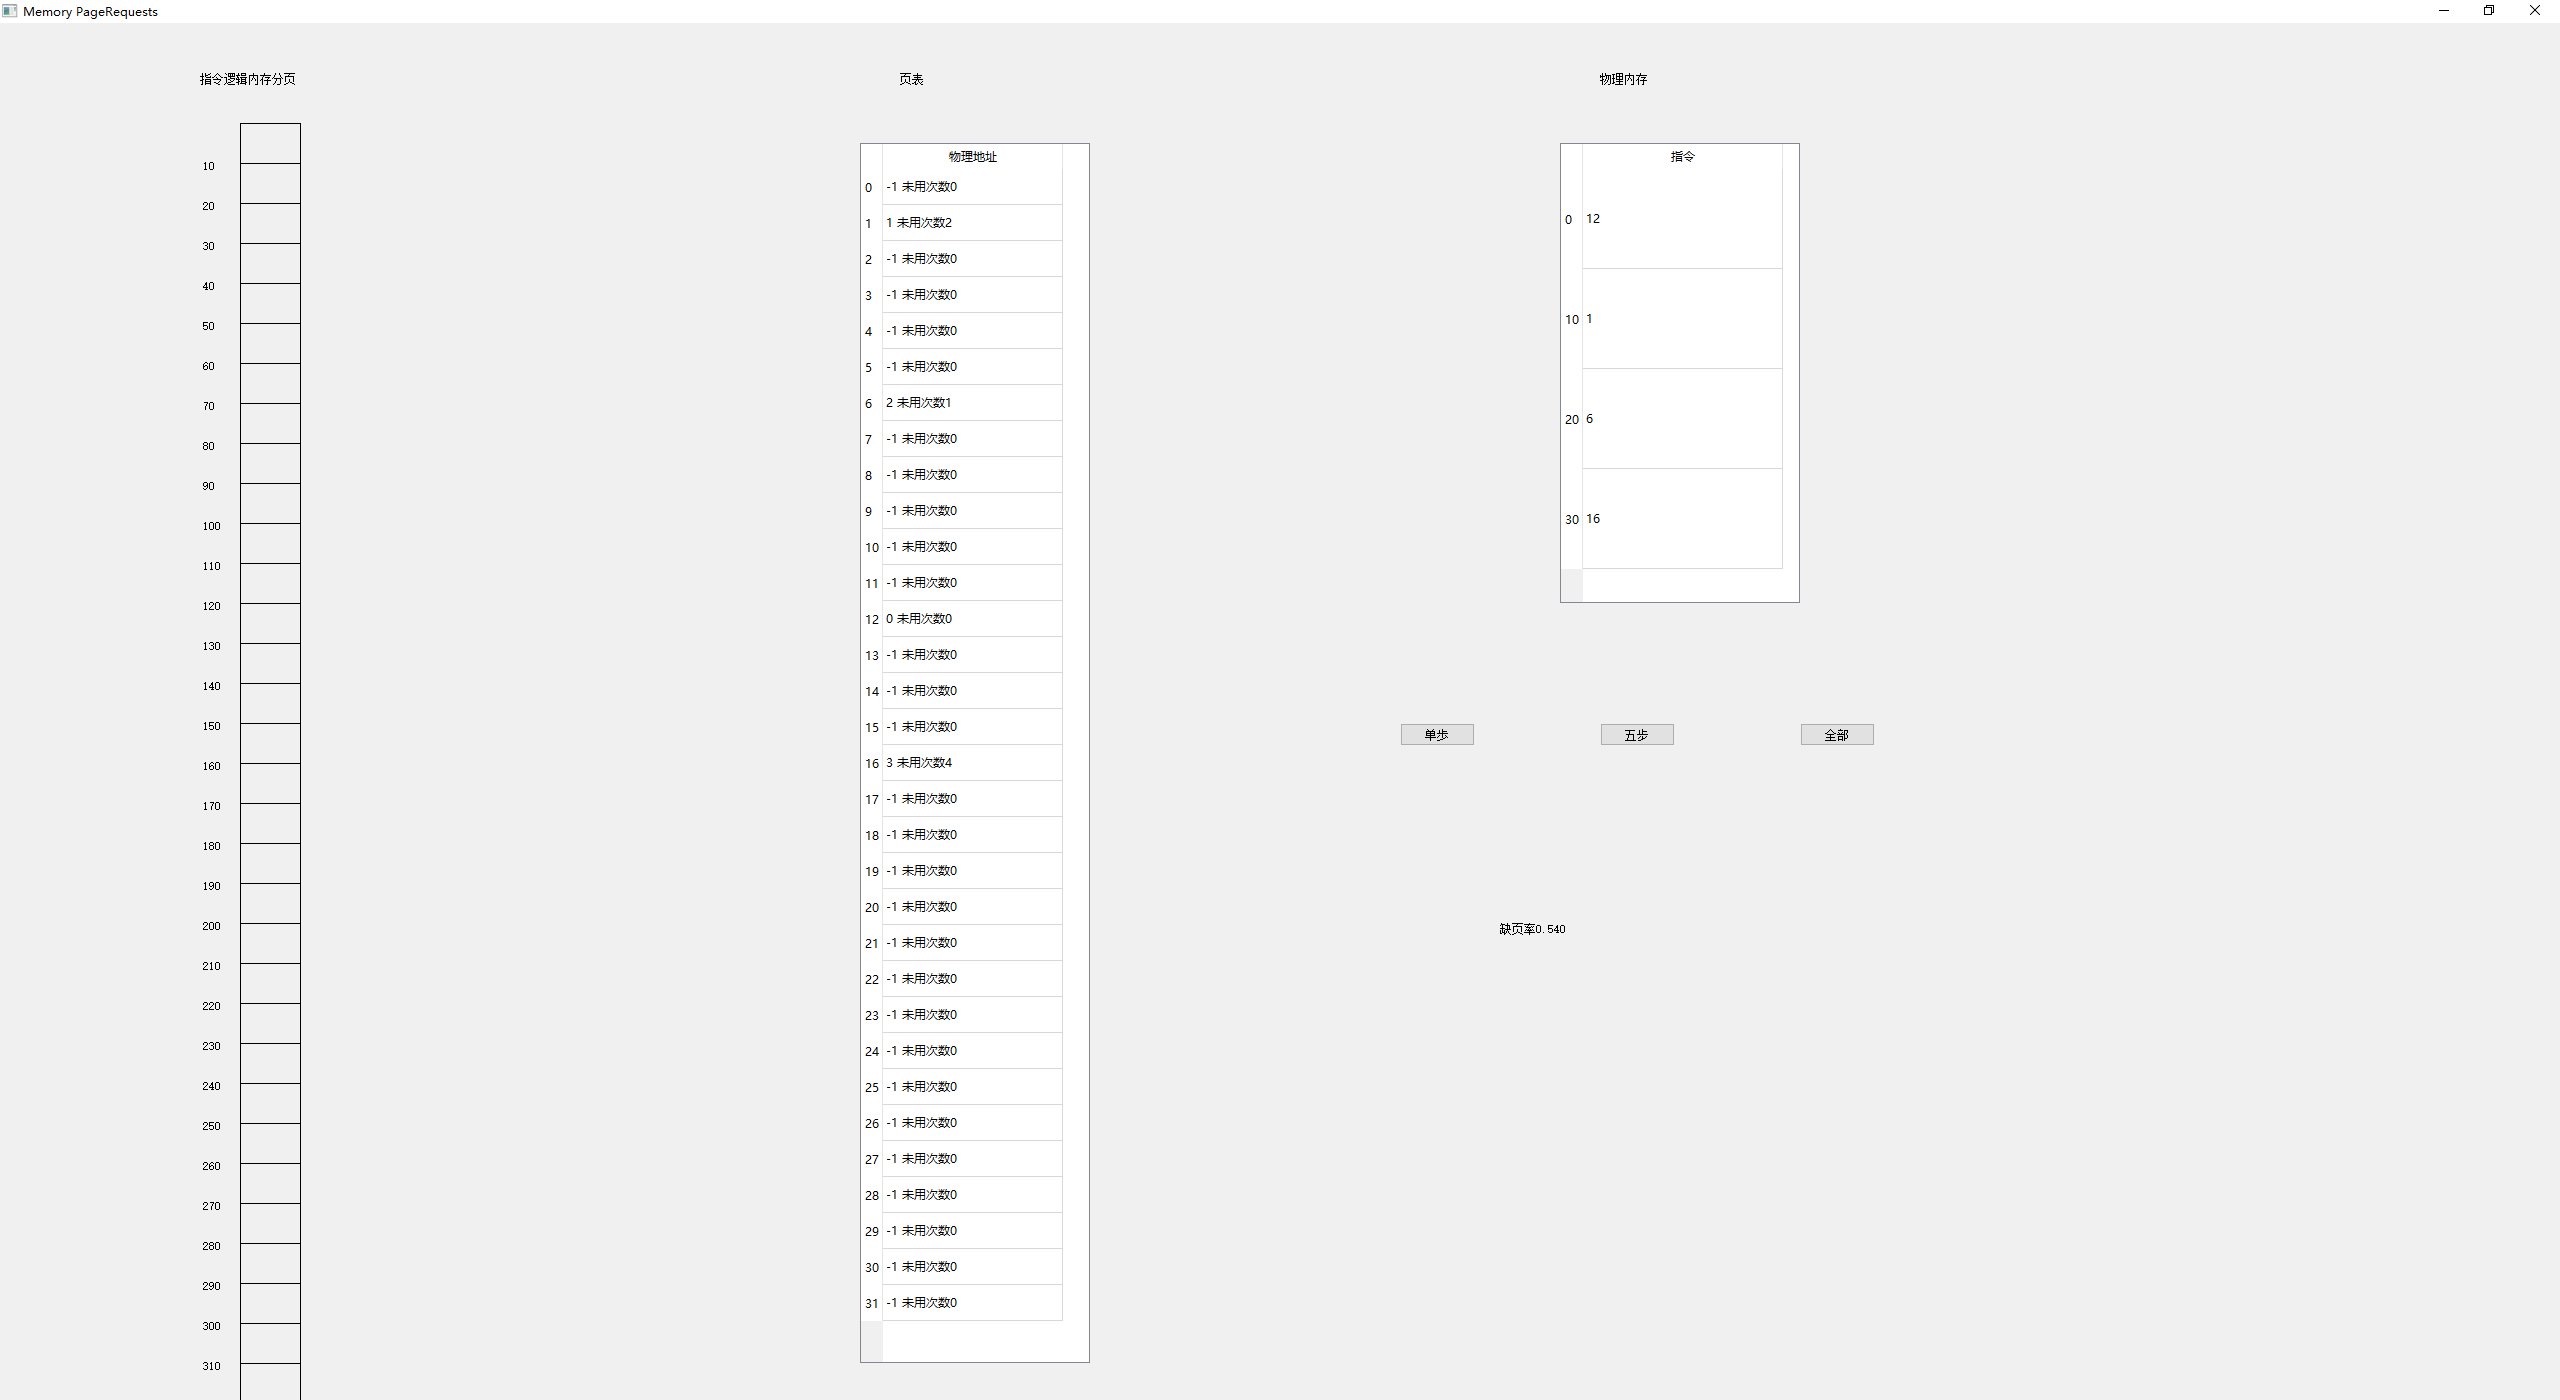 Memory PageRequests
指令逻辑内存分页
10
20
30
40
50
60
70
80
90
100
110
120
130
140
150
160
170
180
190
200
210
220
230
240
250
260
270
280
290
300
310
页表
物理地址
0 -1 未用次数0
1 1 未用次数2
2 -1 未用次数0
3 -1 未用次数0
4 -1 未用次数0
5 -1 未用次数0
6 2 未用次数1
7 -1 未用次数0
8 -1 未用次数0
9 -1 未用次数0
10 -1 未用次数0
11 -1 未用次数0
12 0 未用次数0
13 -1 未用次数0
14 -1 未用次数0
15 -1 未用次数0
16 3 未用次数4
17 -1 未用次数0
18 -1 未用次数0
19 -1 未用次数0
20 -1 未用次数0
21 -1 未用次数0
22 -1 未用次数0
23 -1 未用次数0
24 -1 未用次数0
25 -1 未用次数0
26 -1 未用次数0
27 -1 未用次数0
28 -1 未用次数0
29 -1 未用次数0
30 -1 未用次数0
31 -1 未用次数0
物理内存
指令
0 12
10 1
20 6
30 16
单步 五步 全部
缺页率0.540